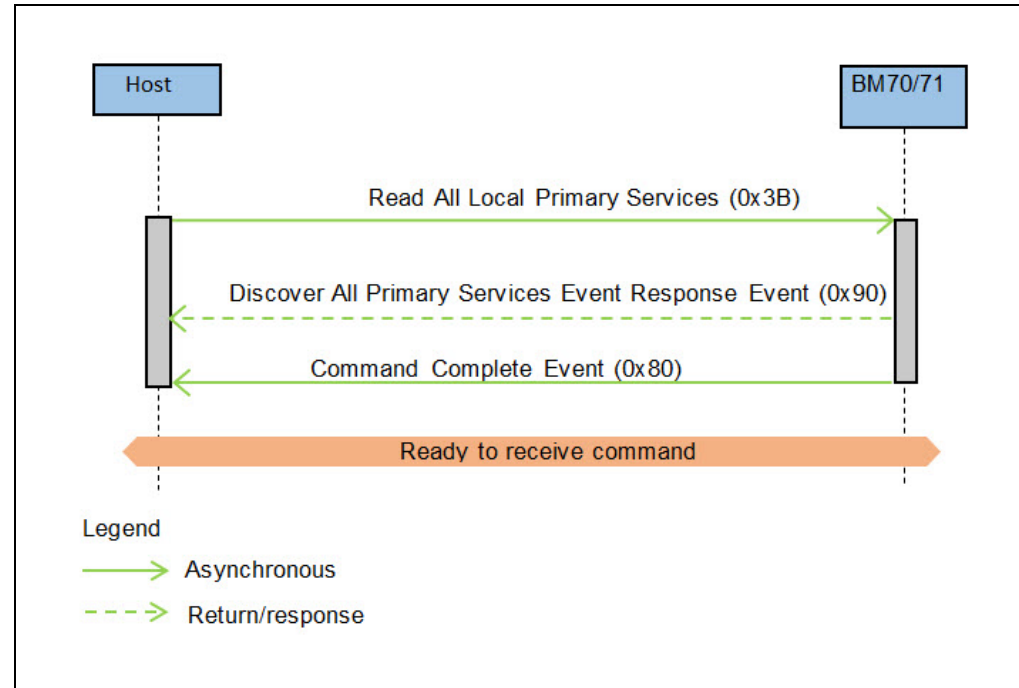 Host
BM70/71
Read All Local Primary Services (0x3B)
Discover All Primary Services Event Response Event (0x90)
Command Complete Event (0x80)
Ready to receive command
Legend
Asynchronous
Return/response